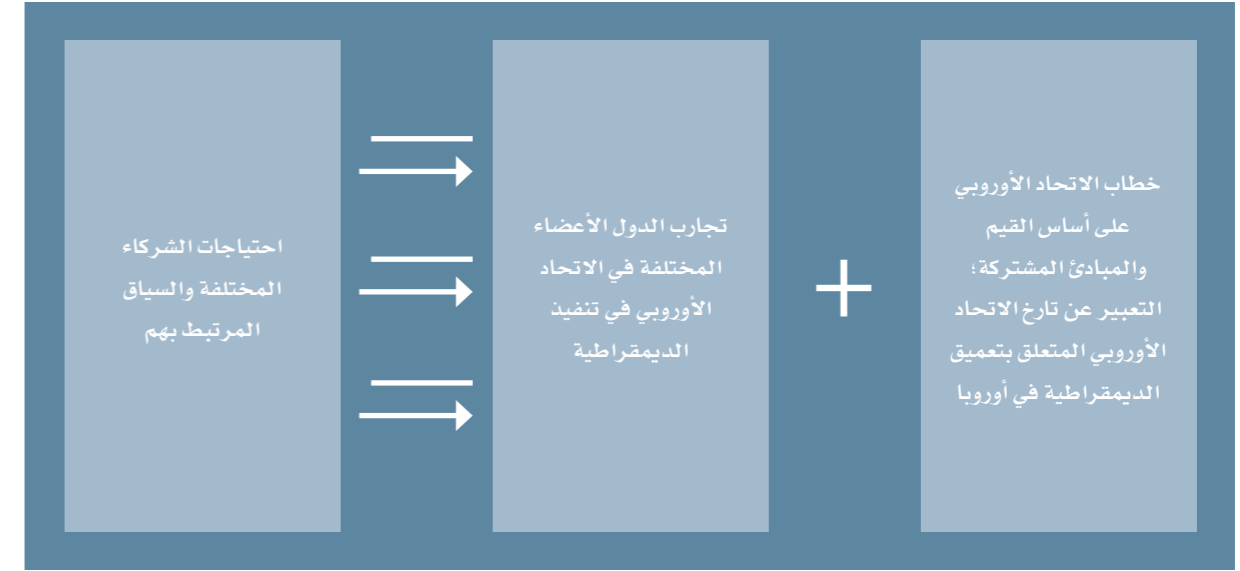 خطاب الاتحاد الأوروبي
على أساس القيم
والمبادئ المشتركة؛
التعبير عن تارخ الاتحاد
الأوروبي المتعلق بتعميق
الديمقراطية في أوروبا
+
تجارب الدول الأعضاء
المختلفة في الاتحاد
الأوروبي في تنفيذ
الديمقراطية
احتياجات الشركاء
المختلفة والسياق
المرتبط بهم